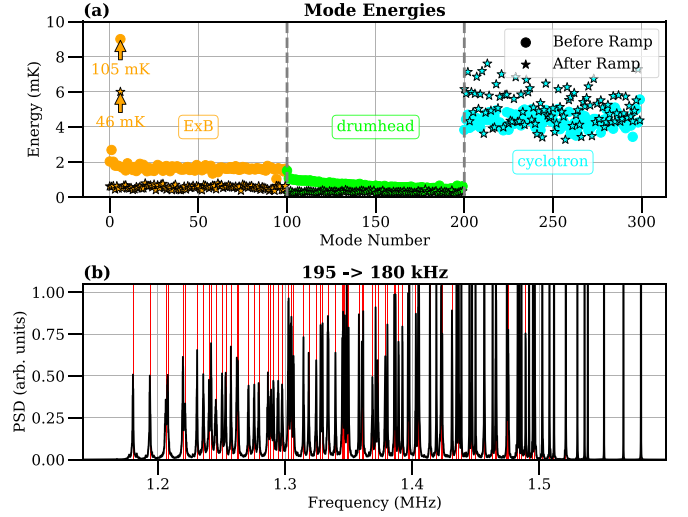 (a)
Mode Energies
Before Ramp
After Ramp
105 mK
46 mK
ExB
drumhead
cyclotron
Energy (mK)
10
8
6
4
2
0
0
50
100
150
200
250
300
Mode Number
(b)
195 -> 180 kHz
PSD (arb. units)
1.00
0.75
0.50
0.25
0.00
1.2
1.3
1.4
1.5
Frequency (MHz)